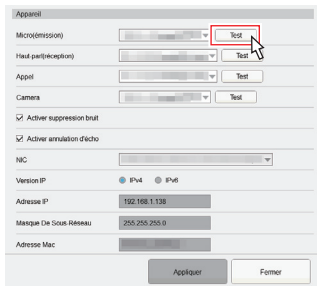 Appareil
Micro(émission) Test
Haut-parl(réception) Test
Appel Test
Camera Test
Activer suppression bruit
Activer annulation d'écho
NIC
Version IP IPv4 IPv6
Adresse IP 192.168.1.138
Masque De Sous-Réseau 255.255.255.0
Adresse Mac
Appliquer Fermer